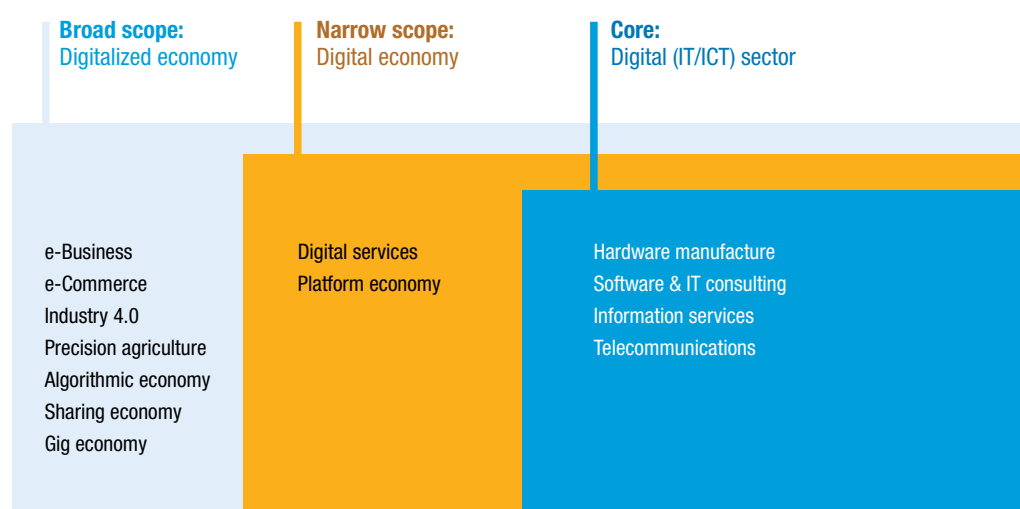 Broad scope:
Digitalized economy
Narrow scope:
Digital economy
Core:
Digital (IT/ICT) sector
e-Business
e-Commerce
Industry 4.0
Precision agriculture
Algorithmic economy
Sharing economy
Gig economy
Digital services
Platform economy
Hardware manufacture
Software & IT consulting
Information services
Telecommunications